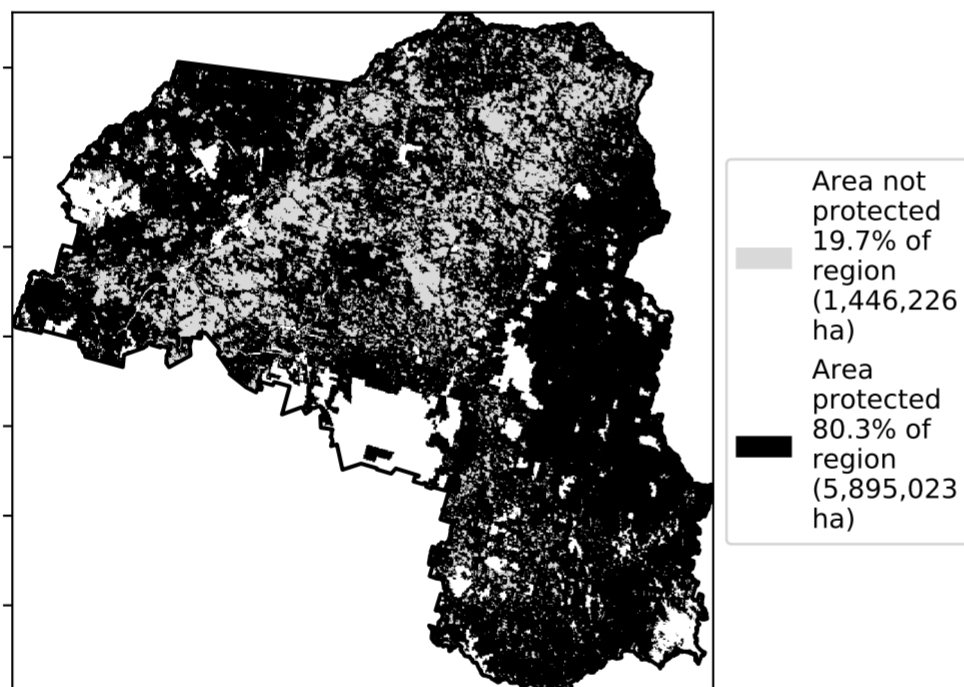 Area not
protected
19.7% of
region
(1,446,226
ha)
Area
protected
80.3% of
region
(5,895,023
ha)